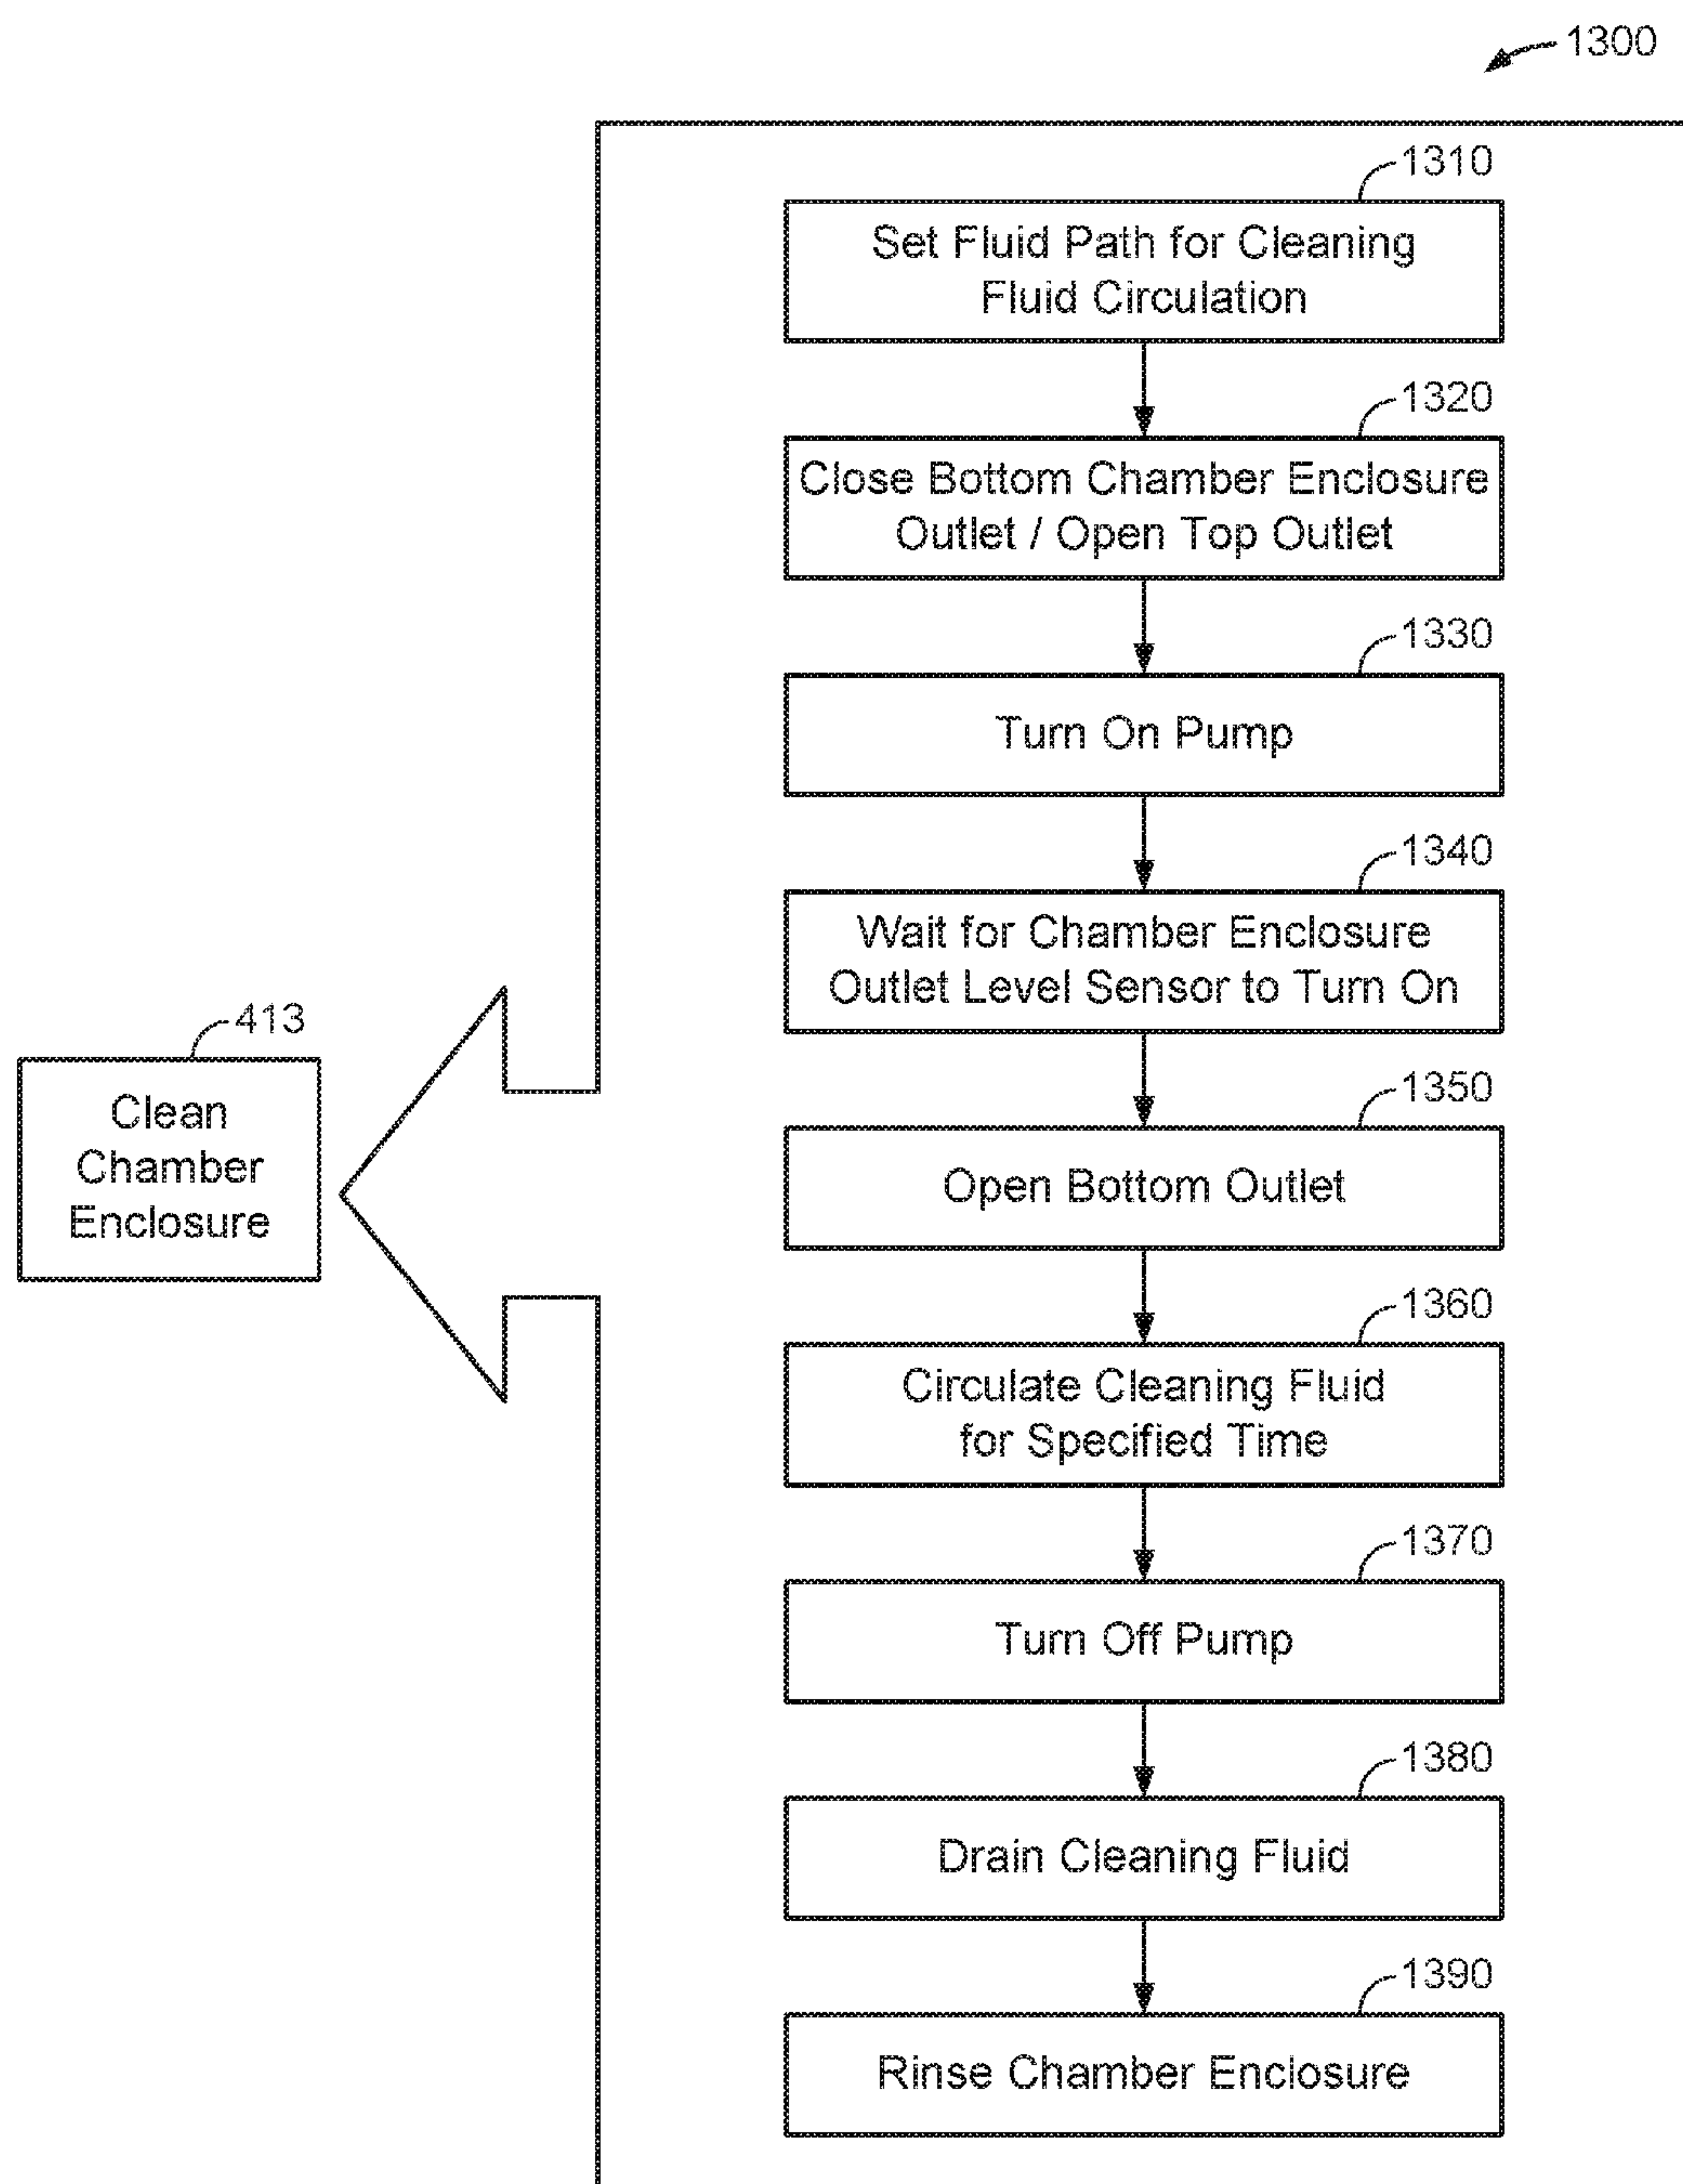 1300
1310
Set Fluid Path for Cleaning
Fluid Circulation
1320
Close Bottom Chamber Enclosure
Outlet / Open Top Outlet
1330
Turn On Pump
1340
Wait for Chamber Enclosure
Outlet Level Sensor to Turn On
413
Clean
Chamber
Enclosure
1350
Open Bottom Outlet
1360
Circulate Cleaning Fluid
for Specified Time
1370
Turn Off Pump
1380
Drain Cleaning Fluid
1390
Rinse Chamber Enclosure